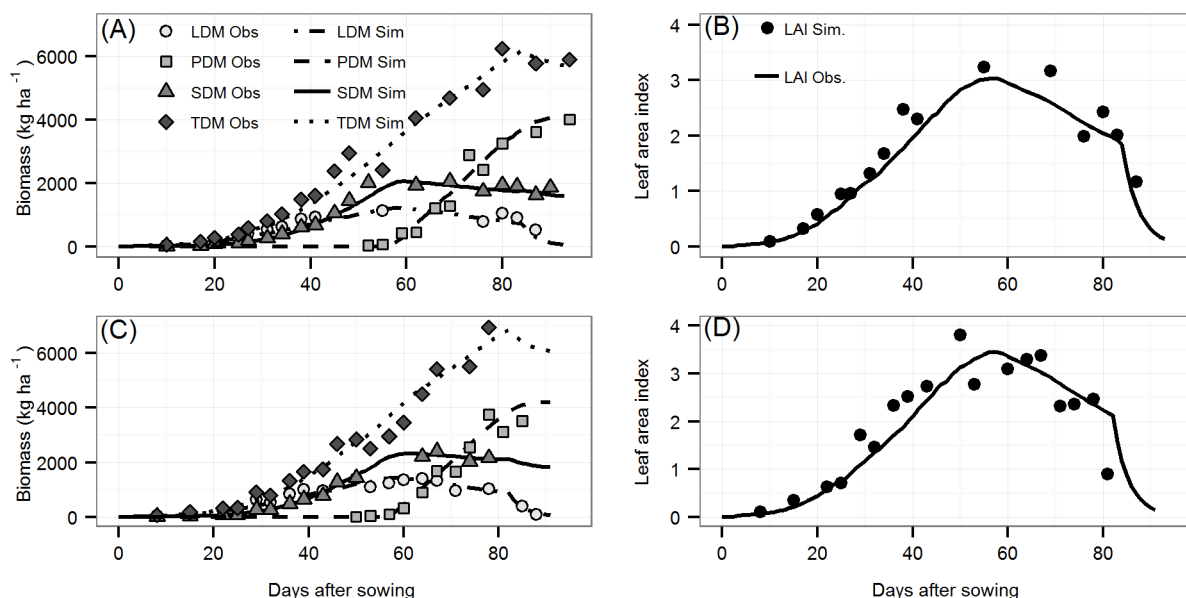 (A)
LDM Obs LDM Sim
PDM Obs PDM Sim
SDM Obs SDM Sim
TDM Obs TDM Sim
Biomass (kg ha ⁻¹)
6000
4000
2000
0
0 20 40 60 80
(B)
LAI Sim.
LAI Obs.
Leaf area index
4
3
2
1
0
0 20 40 60 80
(C)
Biomass (kg ha ⁻¹)
6000
4000
2000
0
0 20 40 60 80
Days after sowing
(D)
Leaf area index
4
3
2
1
0
0 20 40 60 80
Days after sowing